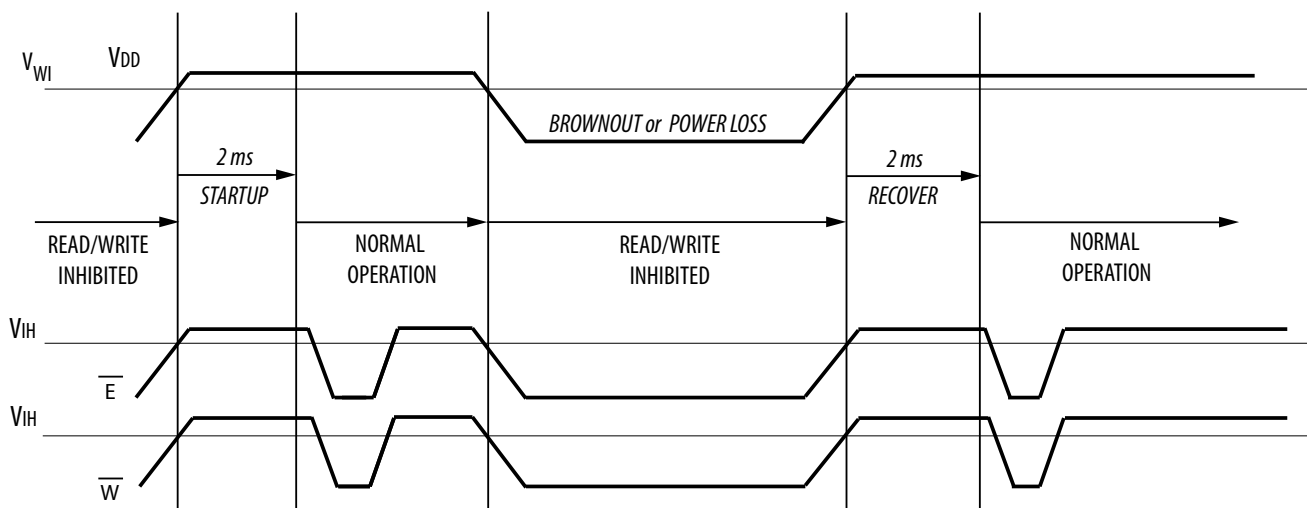 VWI VDD
BROWNOUT or POWER LOSS
2 ms
STARTUP
2 ms
RECOVER
READ/WRITE
INHIBITED
NORMAL
OPERATION
READ/WRITE
INHIBITED
NORMAL
OPERATION
VIH
E
VIH
W